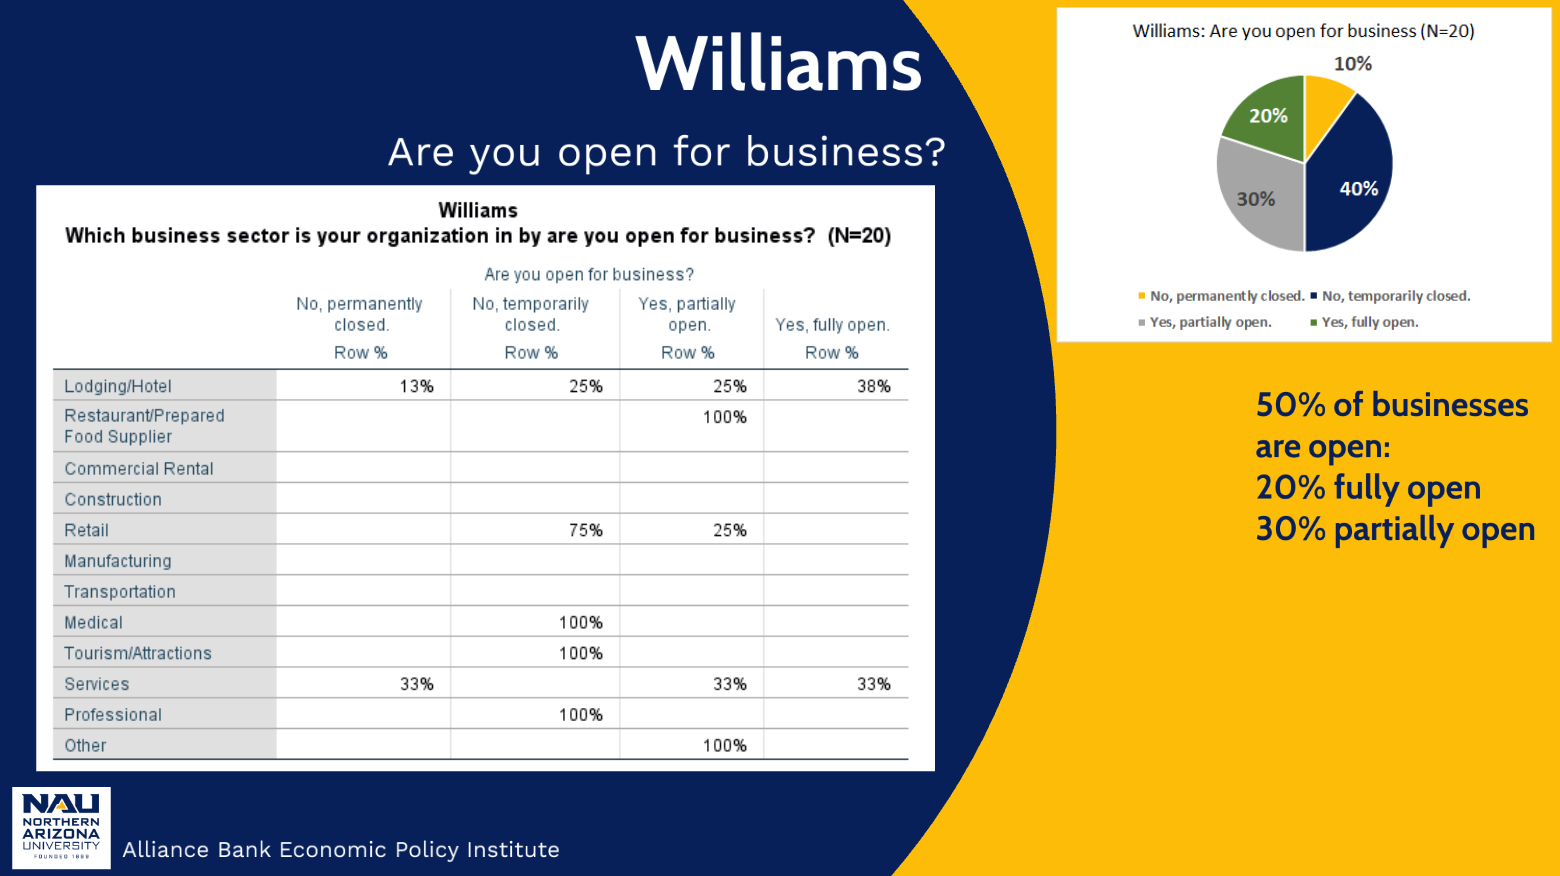 Williams
Are you open for business?
Williams
Which business sector is your organization in by are you open for business? (N=20)
Are you open for business?
No, permanently closed. No, temporarily closed. Yes, partially open. Yes, fully open.
Row % Row % Row % Row %
Lodging/Hotel 13% 25% 25% 38%
Restaurant/Prepared
Food Supplier 100%
Commercial Rental
Construction
Retail 75% 25%
Manufacturing
Transportation
Medical 100%
Tourism/Attractions 100%
Services 33% 33% 33%
Professional 100%
Other 100%
NAU
NORTHERN
ARIZONA
UNIVERSITY
FOUNDED 1899
Alliance Bank Economic Policy Institute
Williams: Are you open for business (N=20)
10%
20%
40%
30%
No, permanently closed. No, temporarily closed.
Yes, partially open. Yes, fully open.
50% of businesses
are open:
20% fully open
30% partially open